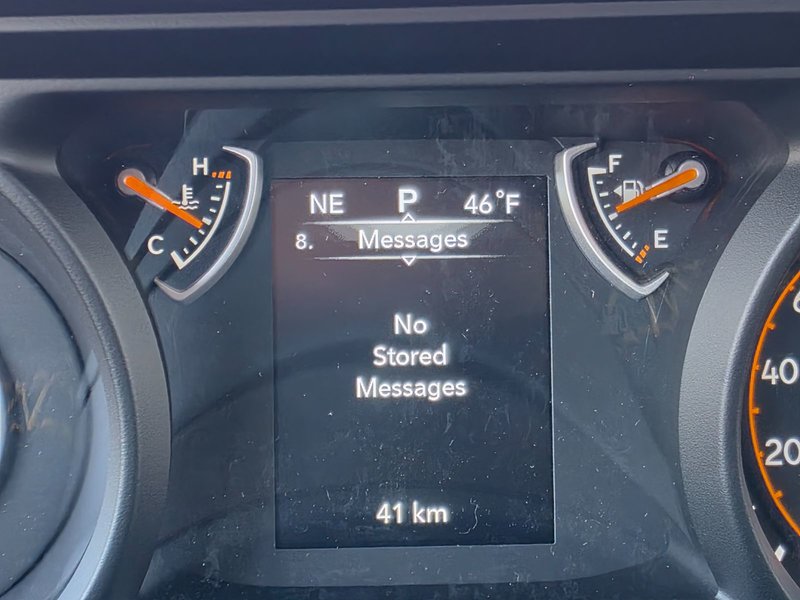 H
F
NE P 46°F
8. Messages
C
E
No
Stored
Messages
40
20
41 km